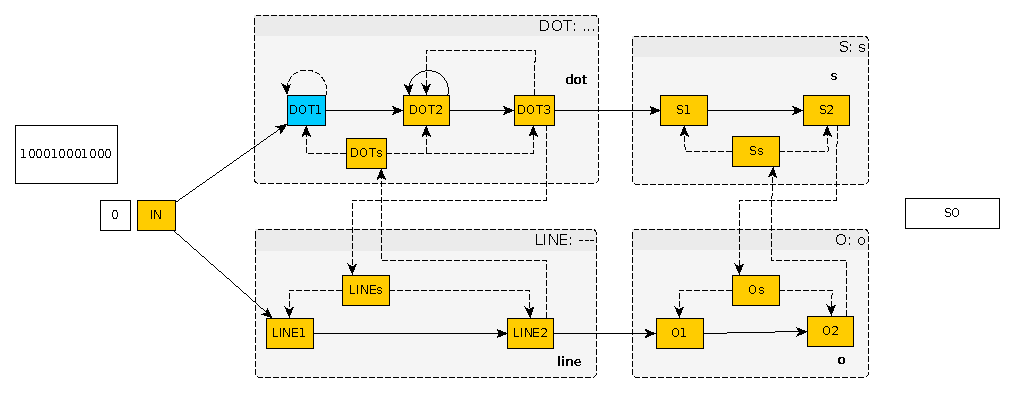 DOT: ...
S: s
dot
s
DOT1
DOT2
DOT3
S1
S2
100010001000
DOTs
Ss
0
IN
SO
LINE: ---
O: o
LINEs
Os
LINE1
LINE2
O1
O2
line
o